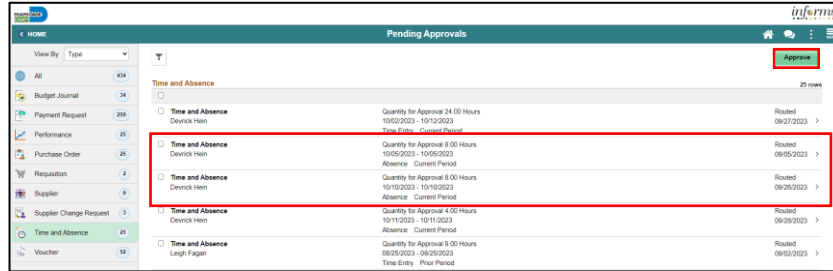 MIAMI-DADE
informs
HOME
Pending Approvals
View By Type
Approve
All 434
Time and Absence
25 rows
Budget Journal 34
Payment Request 259
Performance 25
Purchase Order 25
Requisition 2
Supplier 9
Supplier Change Request 3
Time and Absence 25
Voucher 52
Time and Absence Quantity for Approval 24.00 Hours Routed
Devrick Hein 10/02/2023 - 10/12/2023 09/27/2023
Time Entry Current Period
Time and Absence Quantity for Approval 8.00 Hours Routed
Devrick Hein 10/05/2023 - 10/05/2023 09/05/2023
Absence Current Period
Time and Absence Quantity for Approval 8.00 Hours Routed
Devrick Hein 10/10/2023 - 10/10/2023 09/26/2023
Absence Current Period
Time and Absence Quantity for Approval 4.00 Hours Routed
Devrick Hein 10/11/2023 - 10/11/2023 09/28/2023
Absence Current Period
Time and Absence Quantity for Approval 9.00 Hours Routed
Leigh Fagan 08/25/2023 - 08/25/2023 09/02/2023
Time Entry Prior Period